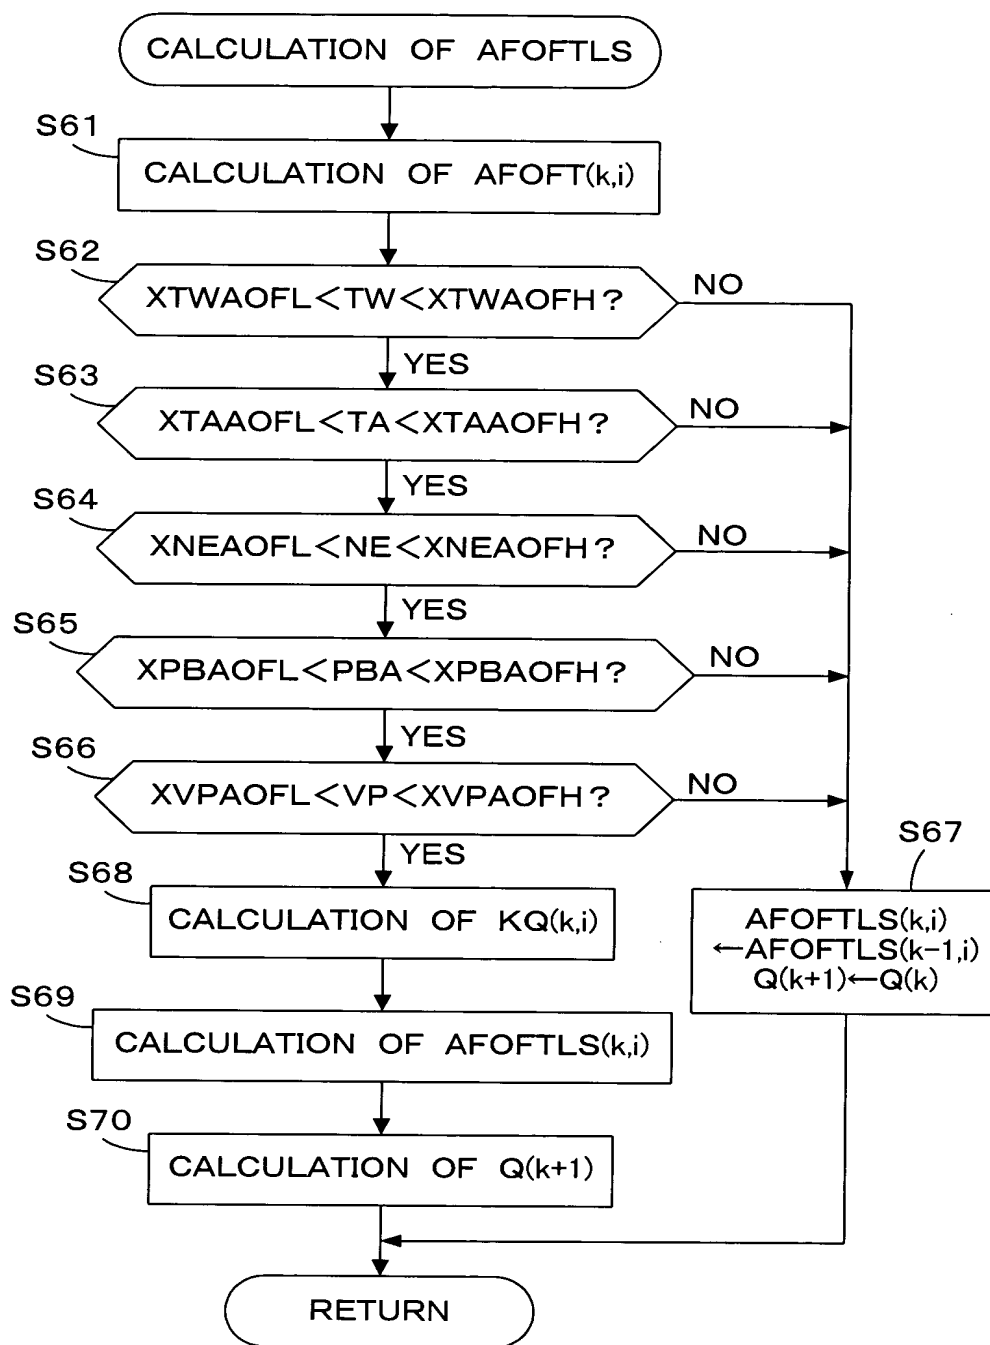 CALCULATION OF AFOFTLS
S61
CALCULATION OF AFOFT(k,i)
S62
XTWAOFL<TW<XTWAOFH?
NO
YES
S63
XTAAOFL<TA<XTAAOFH?
NO
YES
S64
XNEAOFL<NE<XNEAOFH?
NO
YES
S65
XPBAOFL<PBA<XPBAOFH?
NO
YES
S66
XVPAOFL<VP<XVPAOFH?
NO
YES
S67
AFOFTLS(k,i)
←AFOFTLS(k-1,i)
Q(k+1)←Q(k)
S68
CALCULATION OF KQ(k,i)
S69
CALCULATION OF AFOFTLS(k,i)
S70
CALCULATION OF Q(k+1)
RETURN